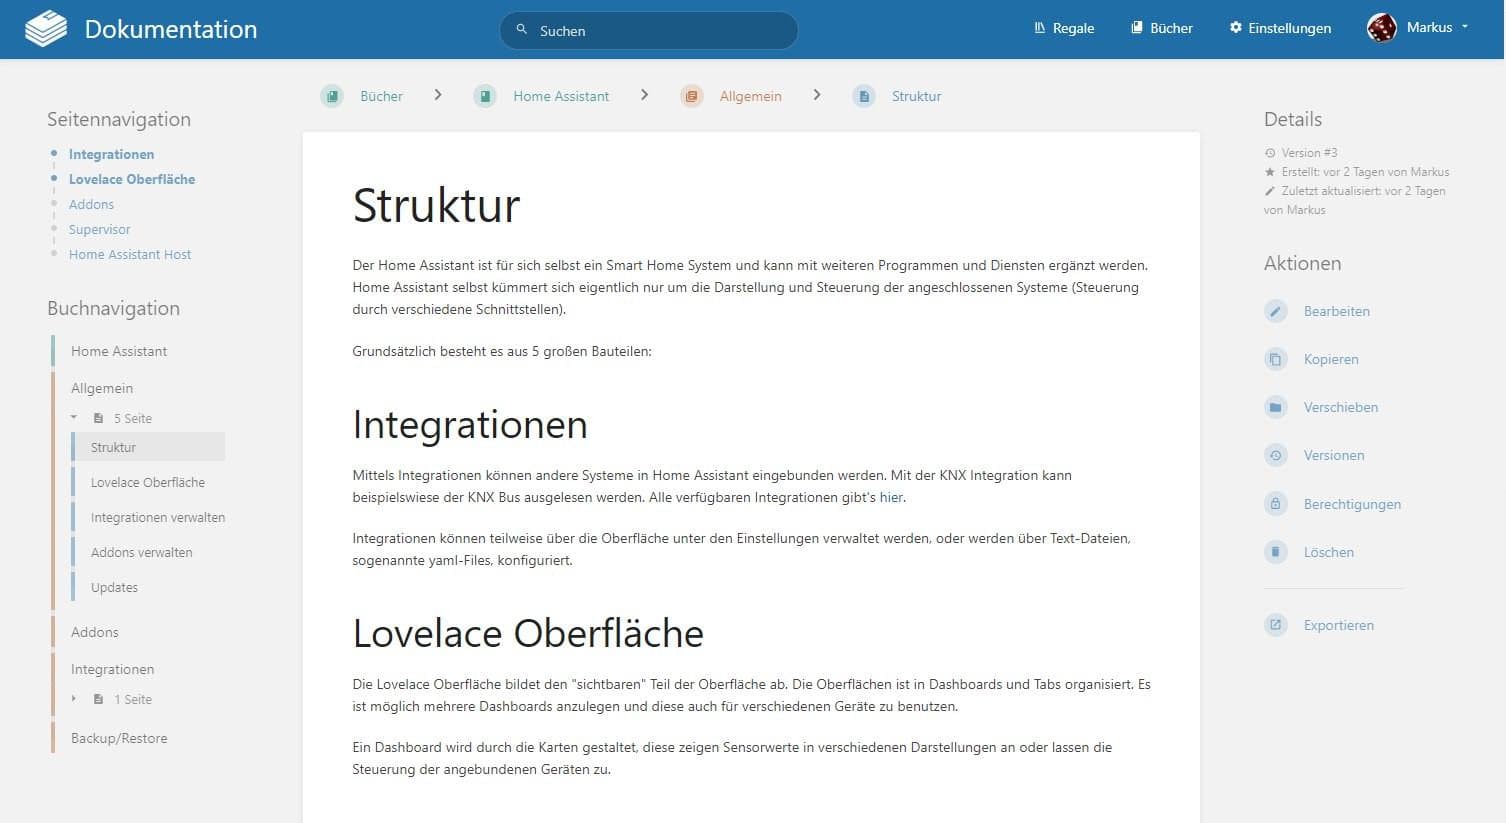 Dokumentation
Suchen
Regale
Bücher
Einstellungen
Markus
Bücher
Home Assistant
Allgemein
Struktur
Seitennavigation
Integrationen
Lovelace Oberfläche
Addons
Supervisor
Home Assistant Host
Buchnavigation
Home Assistant
Allgemein
5 Seite
Struktur
Lovelace Oberfläche
Integrationen verwalten
Addons verwalten
Updates
Addons
Integrationen
1 Seite
Backup/Restore
Struktur
Der Home Assistant ist für sich selbst ein Smart Home System und kann mit weiteren Programmen und Diensten ergänzt werden.
Home Assistant selbst kümmert sich eigentlich nur um die Darstellung und Steuerung der angeschlossenen Systeme (Steuerung
durch verschiedene Schnittstellen).
Grundsätzlich besteht es aus 5 großen Bauteilen:
Integrationen
Mittels Integrationen können andere Systeme in Home Assistant eingebunden werden. Mit der KNX Integration kann
beispielswiese der KNX Bus ausgelesen werden. Alle verfügbaren Integrationen gibt's hier.
Integrationen können teilweise über die Oberfläche unter den Einstellungen verwaltet werden, oder werden über Text-Dateien,
sogenannte yaml-Files, konfiguriert.
Lovelace Oberfläche
Die Lovelace Oberfläche bildet den "sichtbaren" Teil der Oberfläche ab. Die Oberflächen ist in Dashboards und Tabs organisiert. Es
ist möglich mehrere Dashboards anzulegen und diese auch für verschiedenen Geräte zu benutzen.
Ein Dashboard wird durch die Karten gestaltet, diese zeigen Sensorwerte in verschiedenen Darstellungen an oder lassen die
Steuerung der angebundenen Geräten zu.
Details
Version #3
Erstellt: vor 2 Tagen von Markus
Zuletzt aktualisiert: vor 2 Tagen
von Markus
Aktionen
Bearbeiten
Kopieren
Verschieben
Versionen
Berechtigungen
Löschen
Exportieren